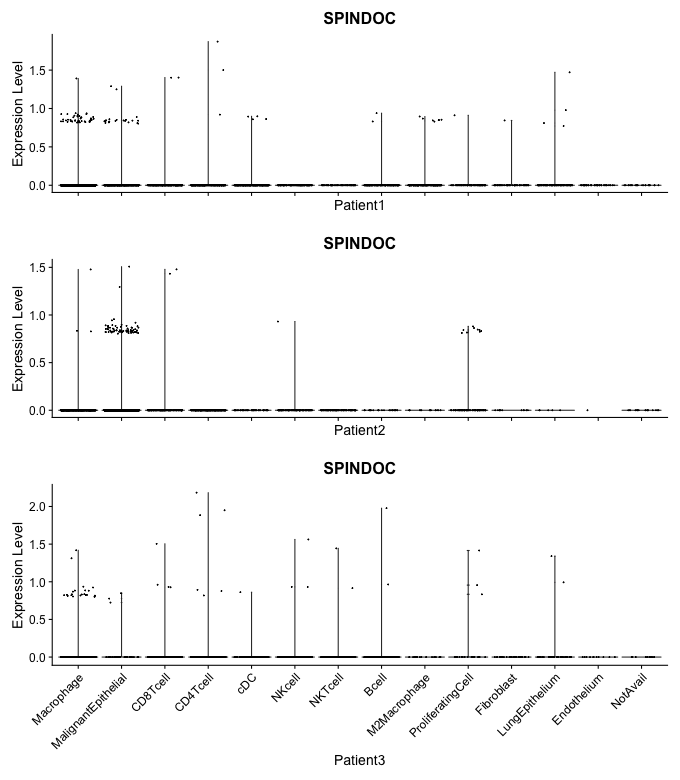 SPINDOC
Expression Level
1.5
1.0
0.5
0.0
Patient1
SPINDOC
Expression Level
1.5
1.0
0.5
0.0
Patient2
SPINDOC
Expression Level
2.0
1.5
1.0
0.5
0.0
Macrophage
MalignantEpithelial
CD8Tcell
CD4Tcell
cDC
NKcell
NKTcell
Bcell
M2Macrophage
ProliferatingCell
Fibroblast
LungEpithelium
Endothelium
NotAvail
Patient3